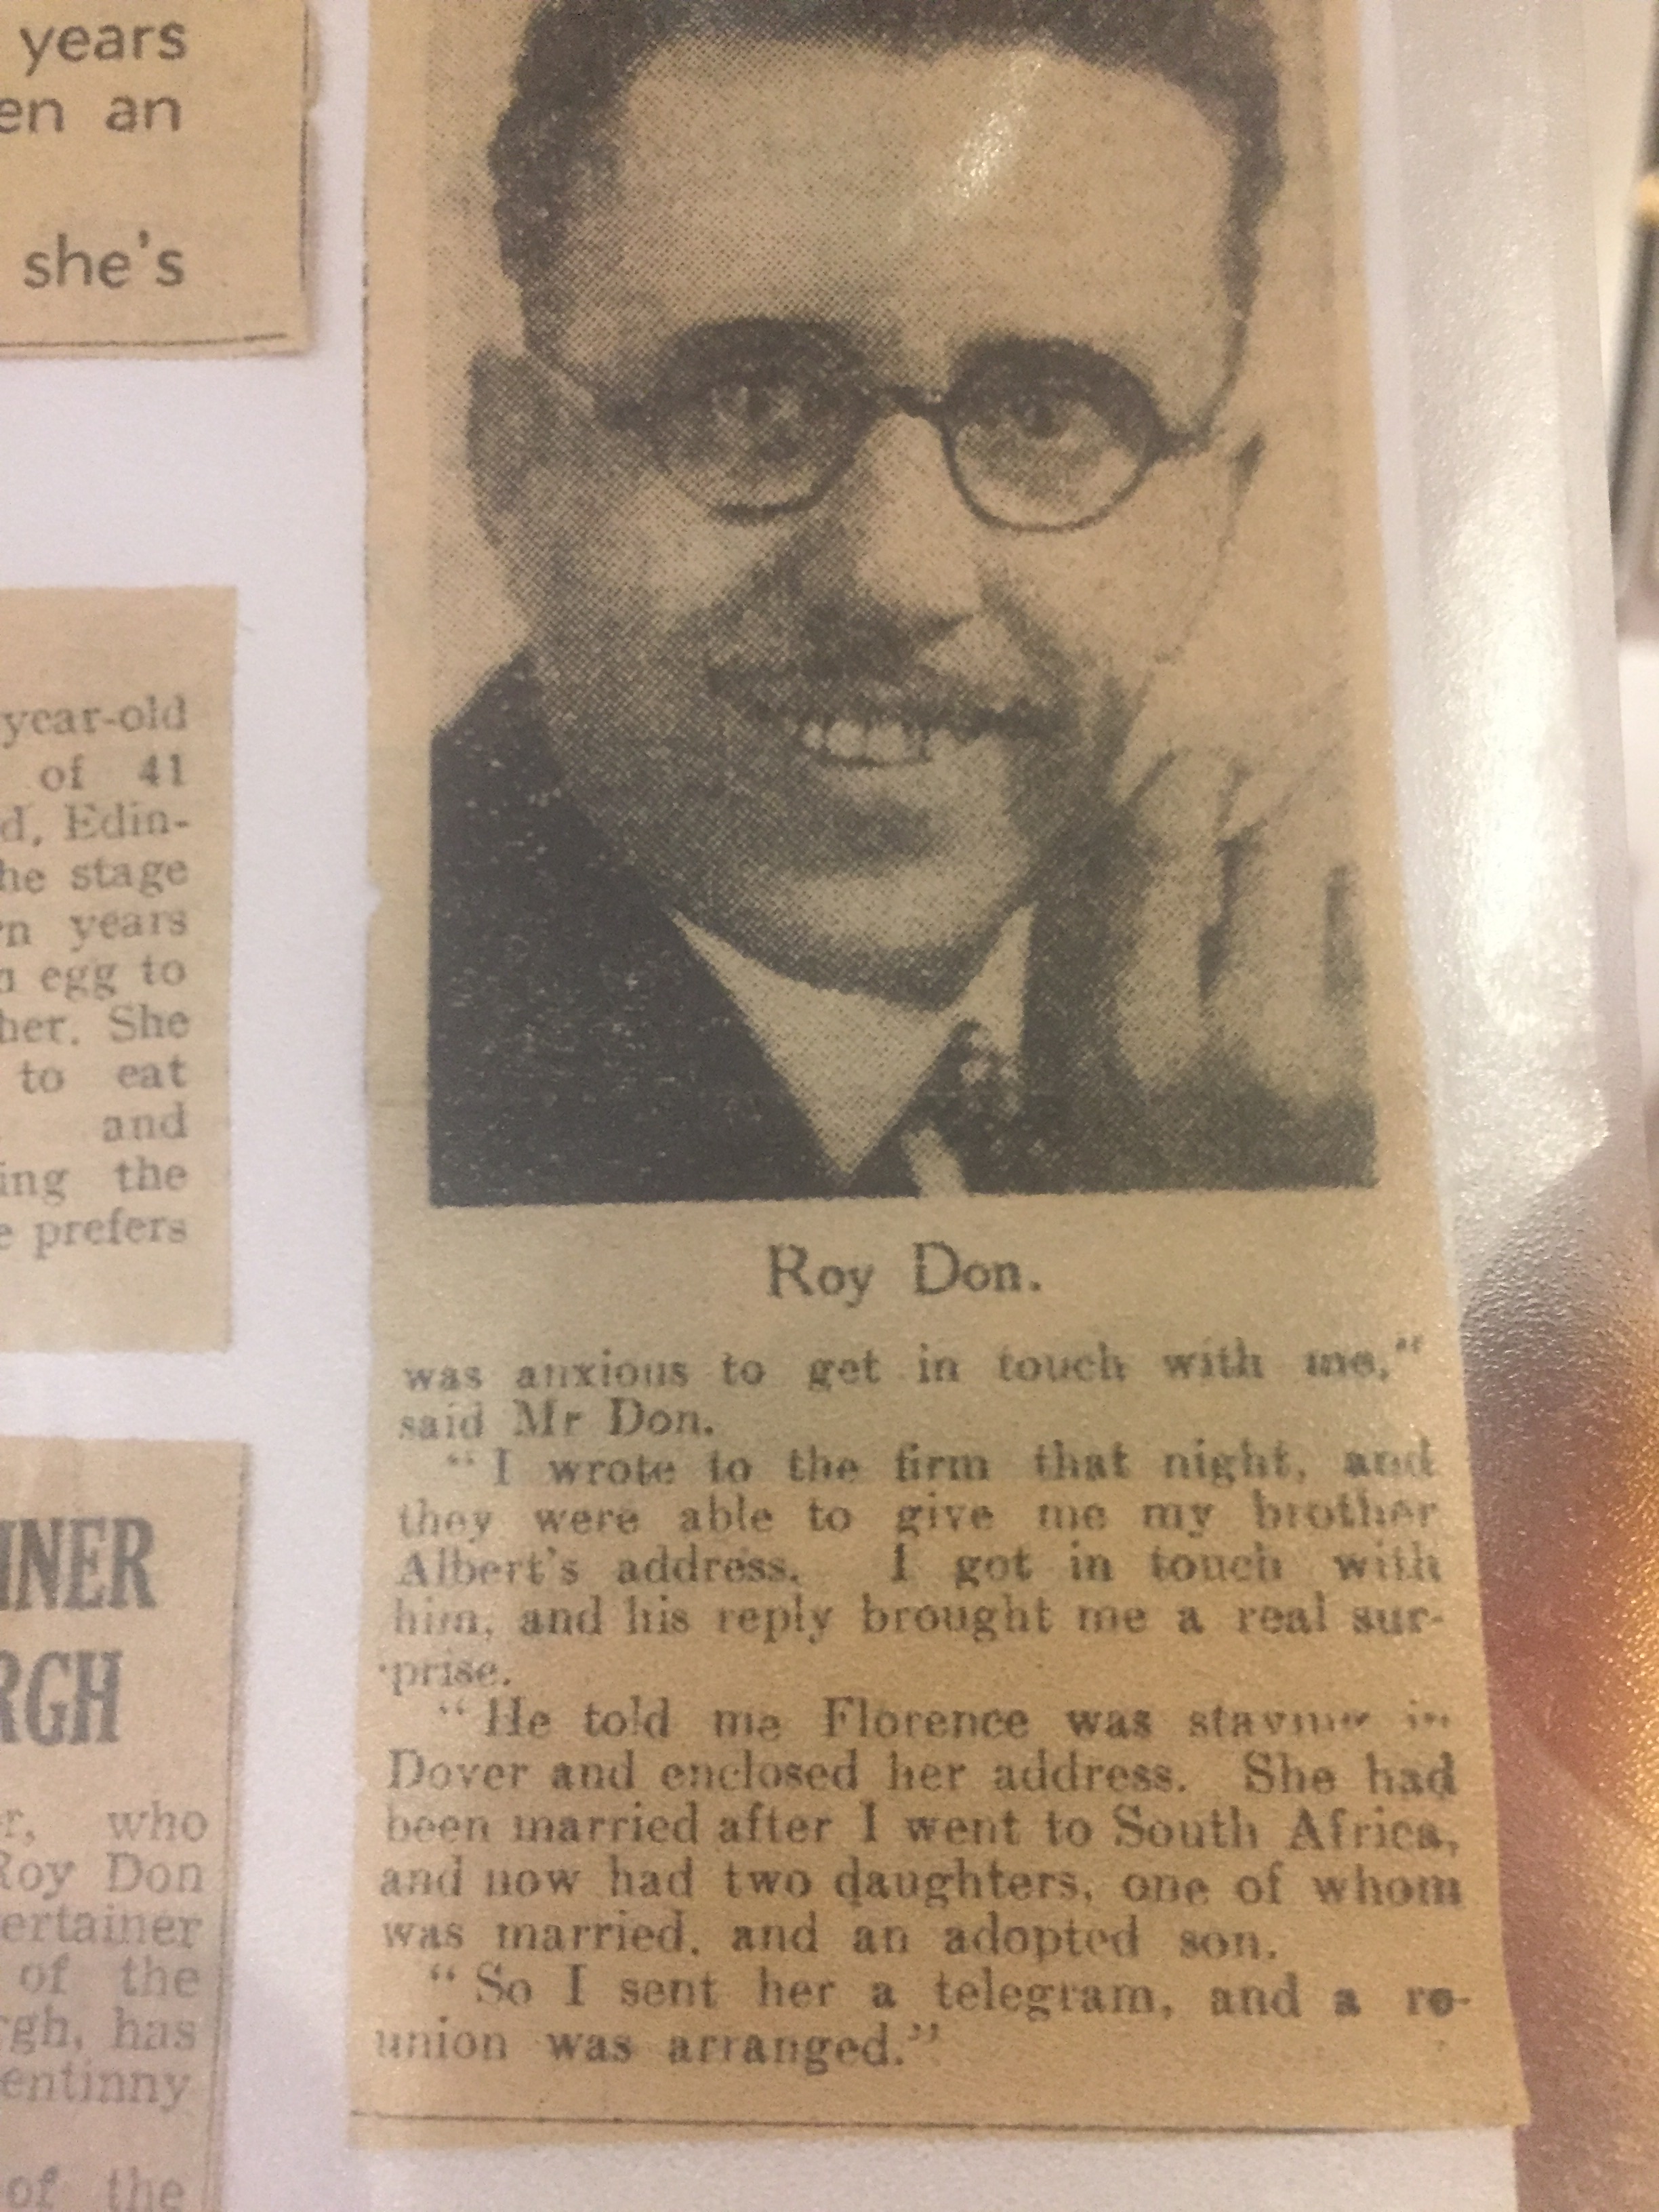 years
en an
she's
year-old
of 41
d, Edin-
he stage
rn years
egg to
her. She
to eat
and
ing the
e prefers
INER
RGH
r, who
Roy Don
ertainer
of the
rgh, has
entinny
of the
Roy Don.
was anxious to get in touch with me,"
said Mr Don.
"I wrote to the firm that night, and
they were able to give me my brother
Albert's address. I got in touch with
him, and his reply brought me a real sur-
prise.
"He told me Florence was staying in
Dover and enclosed her address. She had
been married after I went to South Africa,
and now had two daughters, one of whom
was married, and an adopted son.
"So I sent her a telegram, and a re-
union was arranged."